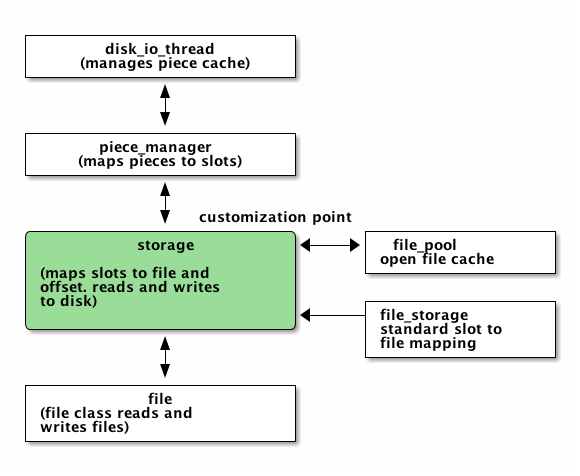 disk_io_thread
(manages piece cache)
piece_manager
(maps pieces to slots)
customization point
storage
(maps slots to file and
offset. reads and writes
to disk)
file_pool
open file cache
file_storage
standard slot to
file mapping
file
(file class reads and
writes files)